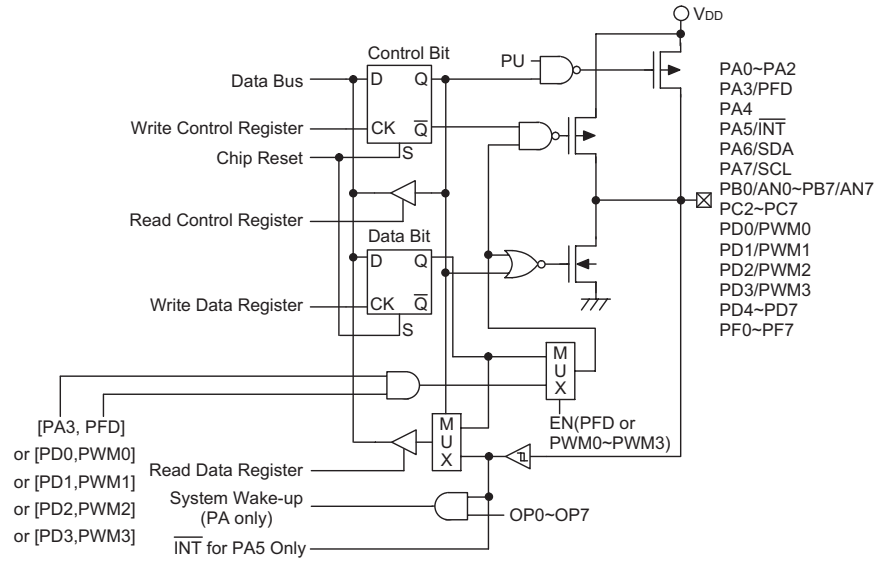 VDD
Control Bit
PU
Data Bus
D
Q
Write Control Register
CK
Q̅
Chip Reset
S
Read Control Register
Data Bit
D
Q
Write Data Register
CK
Q̅
S
M
U
X
EN(PFD or
PWM0~PWM3)
M
U
X
[PA3, PFD]
or [PD0,PWM0]
or [PD1,PWM1]
or [PD2,PWM2]
or [PD3,PWM3]
Read Data Register
System Wake-up
(PA only)
OP0~OP7
I̅N̅T̅ for PA5 Only
PA0~PA2
PA3/PFD
PA4
PA5/I̅N̅T̅
PA6/SDA
PA7/SCL
PB0/AN0~PB7/AN7
PC2~PC7
PD0/PWM0
PD1/PWM1
PD2/PWM2
PD3/PWM3
PD4~PD7
PF0~PF7